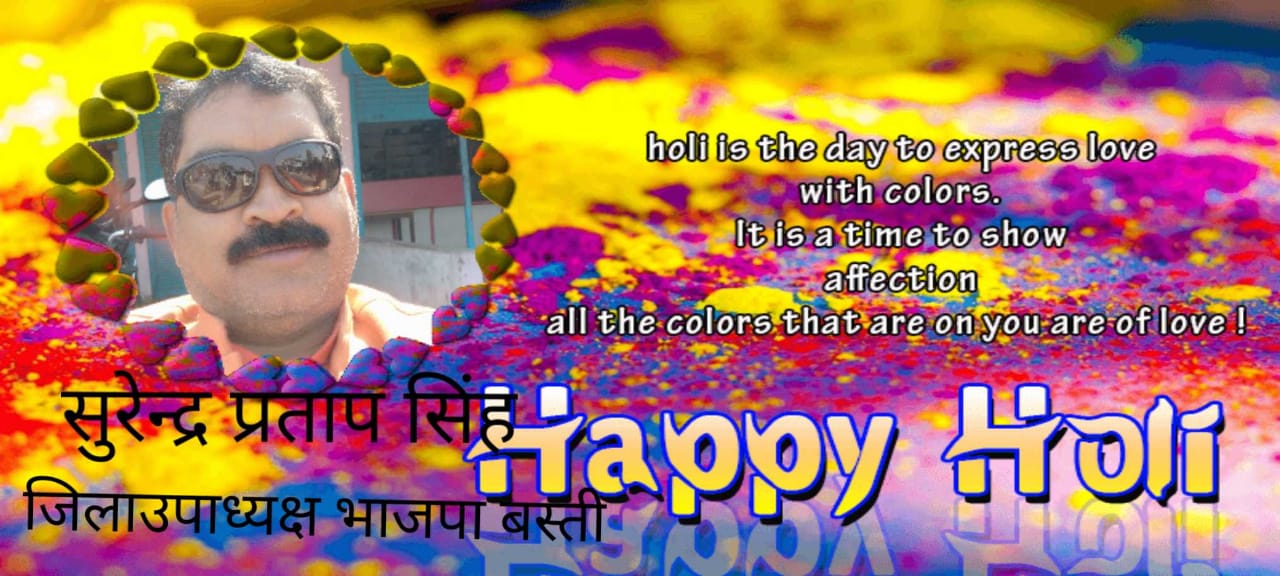 holi is the day to express love
with colors.
It is a time to show
affection
all the colors that are on you are of love !
सुरेन्द्र प्रताप सिंह
Happy Holi
जिलाउपाध्यक्ष भाजपा बस्ती